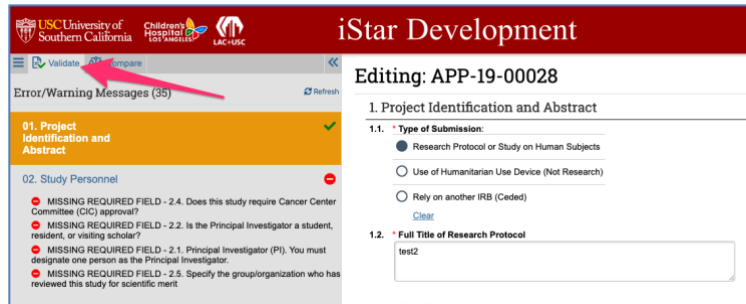 USC University of
Southern California
Children's
Hospital
LOS ANGELES
LAC+USC
iStar Development
Validate
Compare
Error/Warning Messages (35)
Refresh
01. Project
Identification and
Abstract
02. Study Personnel
MISSING REQUIRED FIELD - 2.4. Does this study require Cancer Center
Committee (CIC) approval?
MISSING REQUIRED FIELD - 2.2. Is the Principal Investigator a student,
resident, or visiting scholar?
MISSING REQUIRED FIELD - 2.1. Principal Investigator (PI). You must
designate one person as the Principal Investigator.
MISSING REQUIRED FIELD - 2.5. Specify the group/organization who has
reviewed this study for scientific merit
Editing: APP-19-00028
1. Project Identification and Abstract
1.1. * Type of Submission:
Research Protocol or Study on Human Subjects
Use of Humanitarian Use Device (Not Research)
Rely on another IRB (Ceded)
Clear
1.2. * Full Title of Research Protocol
test2